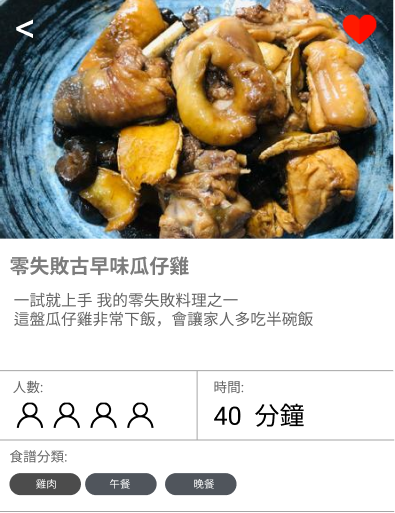 <
零失敗古早味瓜仔雞
一試就上手 我的零失敗料理之一
這盤瓜仔雞非常下飯，會讓家人多吃半碗飯
人數: 時間:
40 分鐘
食譜分類:
雞肉 午餐 晚餐